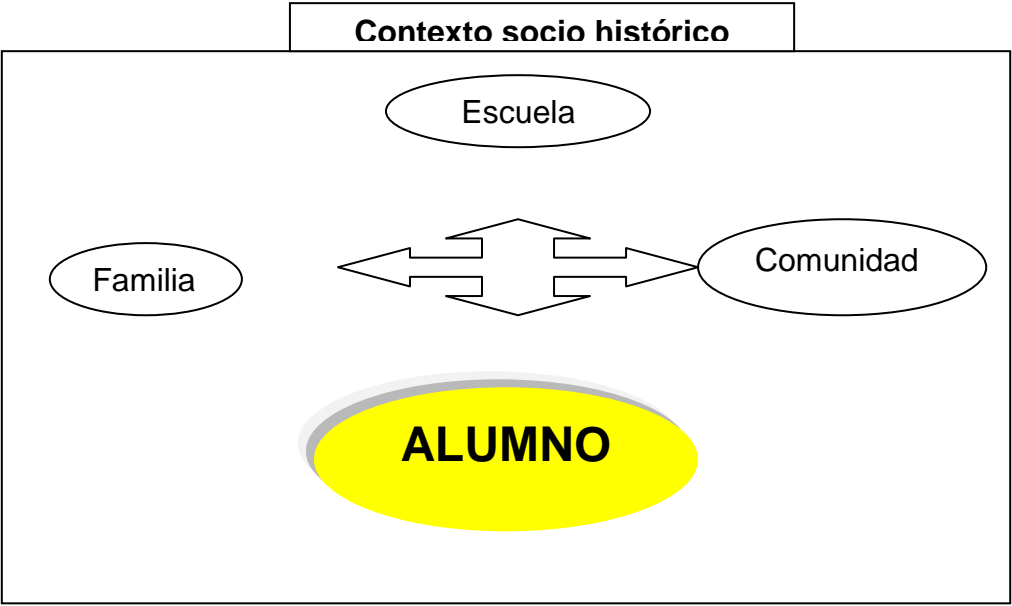 Contexto socio histórico
Escuela
Familia
Comunidad
ALUMNO